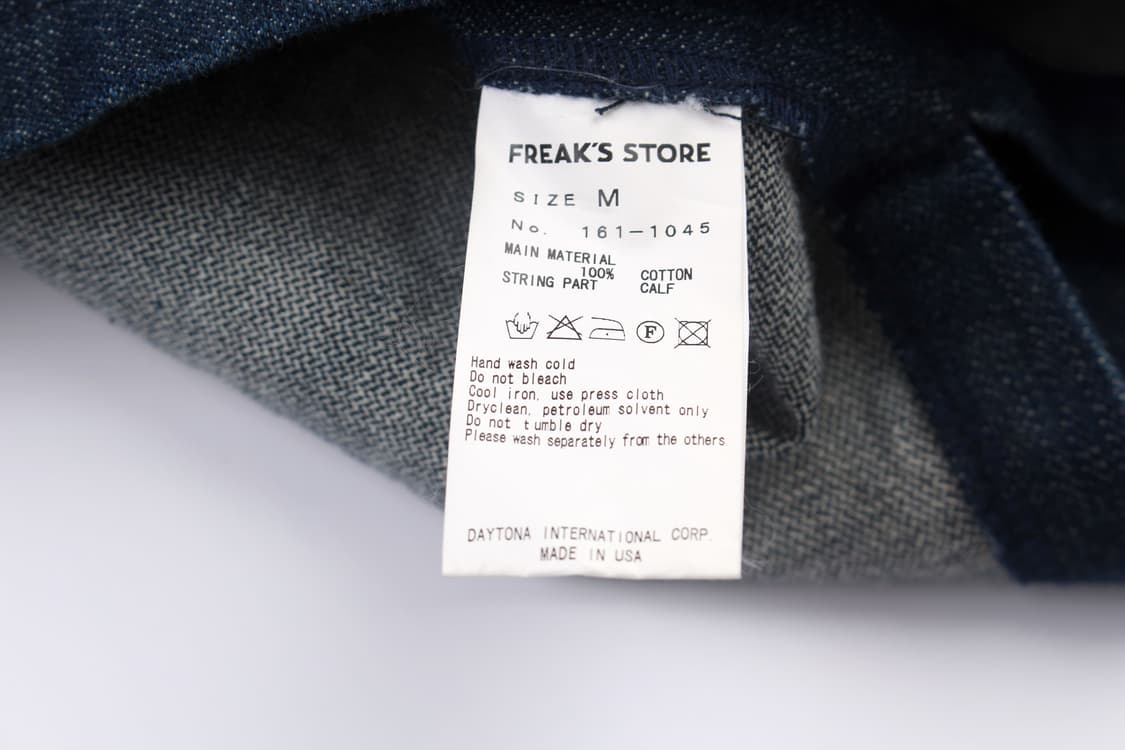 FREAK'S STORE
SIZE M
No. 161-1045
MAIN MATERIAL
100% COTTON
STRING PART CALF
F
Hand wash cold
Do not bleach
Cool iron, use press cloth
Dryclean, petroleum solvent only
Do not tumble dry
Please wash separately from the others
DAYTONA INTERNATIONAL CORP.
MADE IN USA